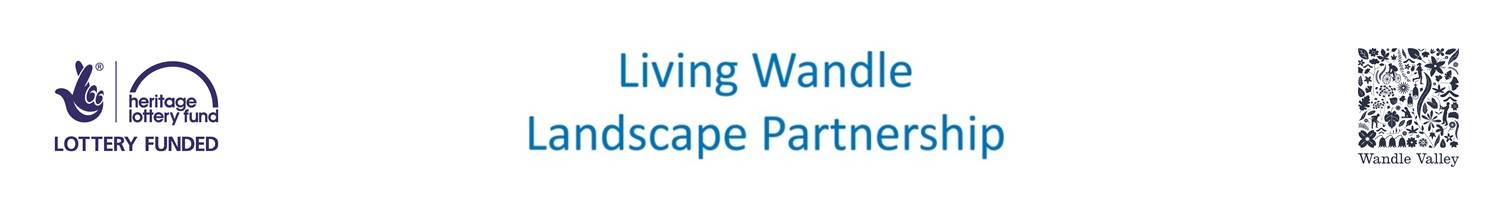 ®
heritage
lottery fund
LOTTERY FUNDED
Living Wandle
Landscape Partnership
Wandle Valley